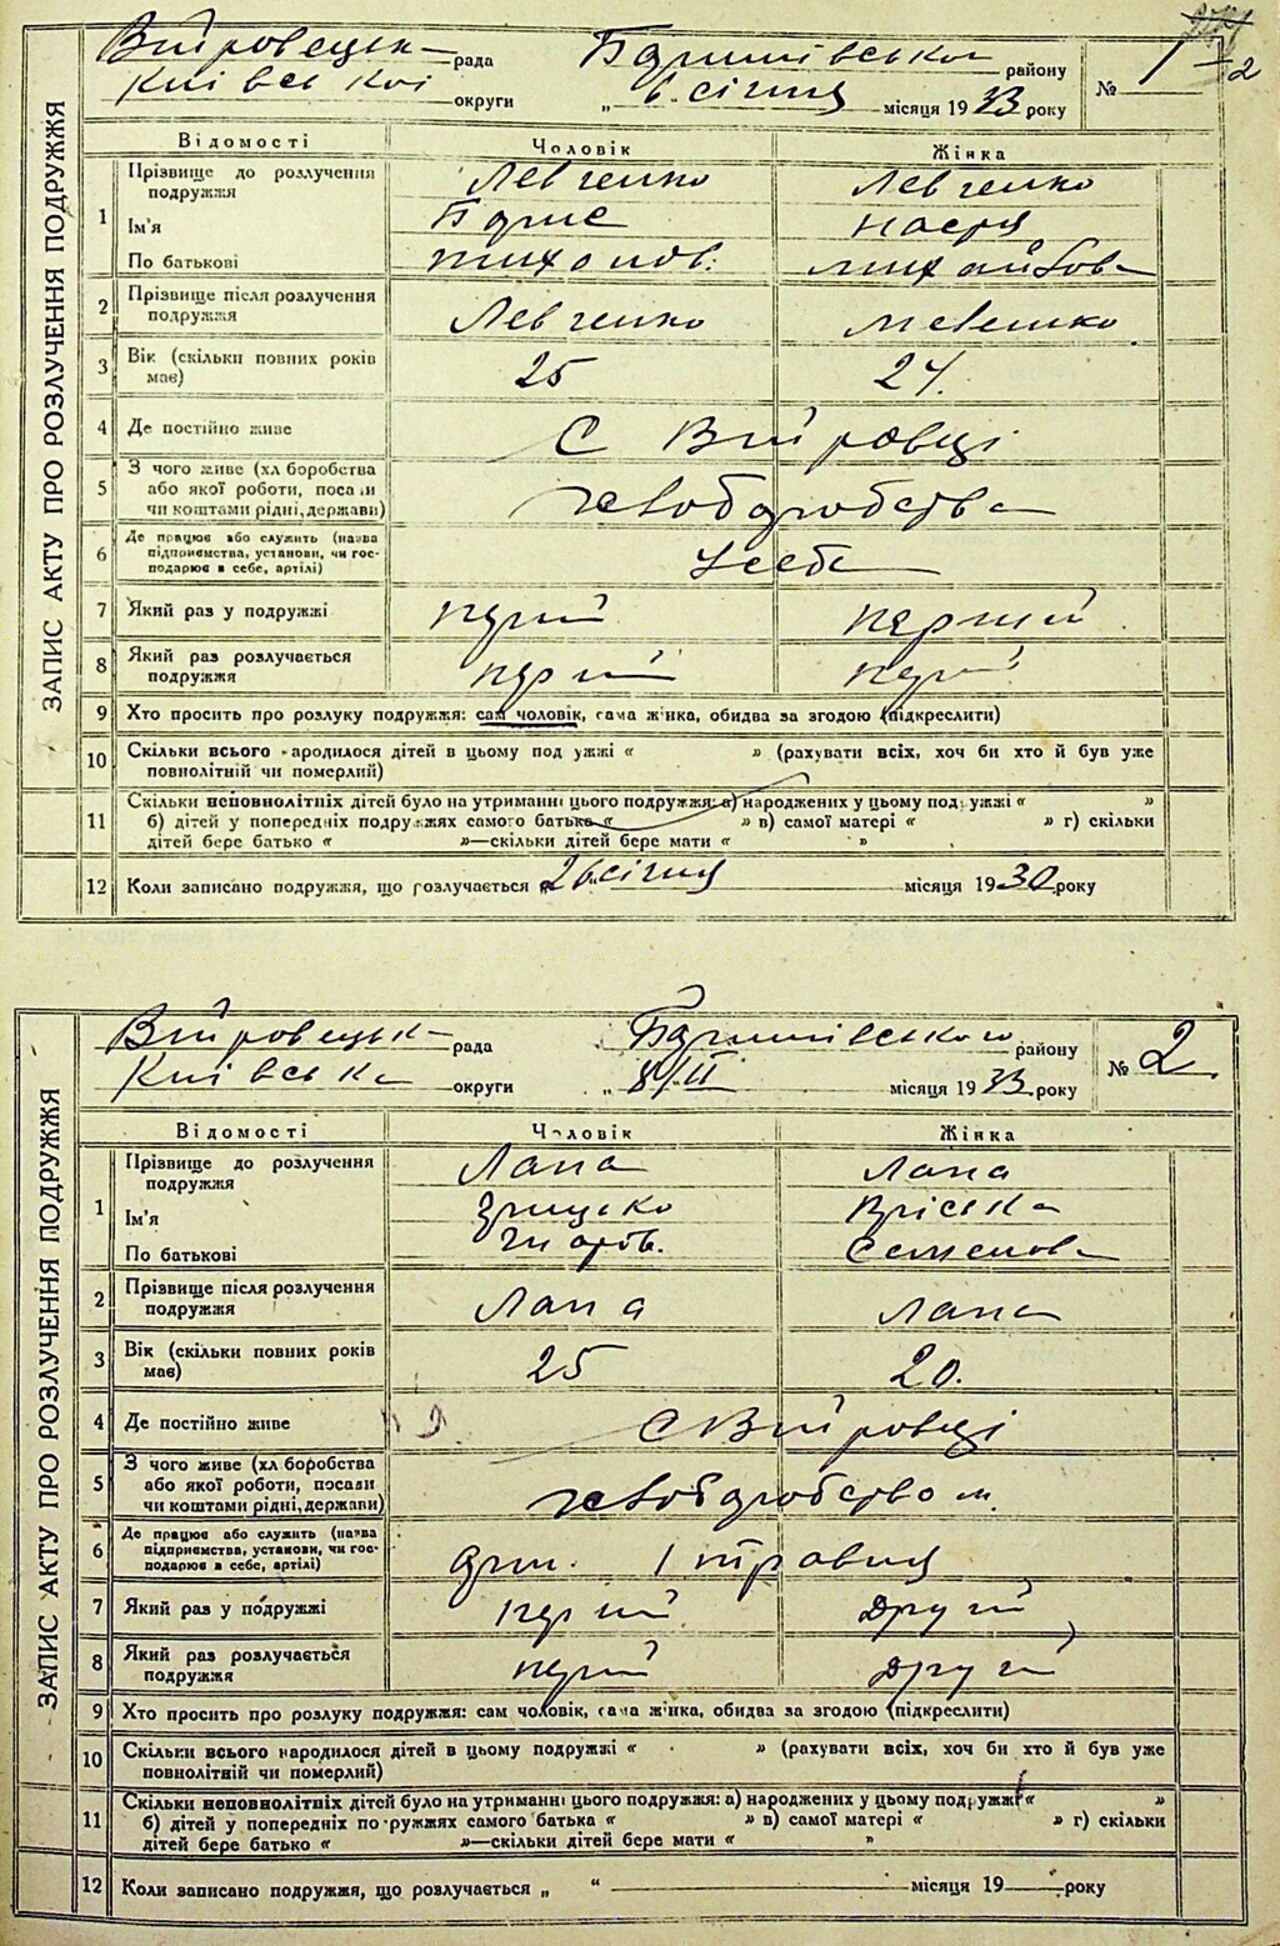 ЗАПИС АКТУ ПРО РОЗЛУЧЕННЯ ПОДРУЖЖЯ
рада Баришівського району № 1
Київської округи „ 6 січня місяця 1933 року
Відомості Чоловік Жінка
1 Прізвище до розлучення подружжя Левченко Левченко
Ім'я Борис Настя
По батькові
2 Прізвище після розлучення подружжя Левченко
3 Вік (скільки повних років має) 25 24
4 Де постійно живе С
5 З чого живе (хліборобства або якої роботи, посади чи коштами рідні, держави) хліборобства
6 Де працює або служить (назва підприємства, установи, чи господарює в себе, артілі) У себе
7 Який раз у подружжі перший
8 Який раз розлучається подружжя
9 Хто просить про розлуку подружжя: сам чоловік, сама жінка, обидва за згодою (підкреслити)
10 Скільки всього народилося дітей в цьому подружжі « » (рахувати всіх, хоч би хто й був уже повнолітній чи померлий)
11 Скільки неповнолітніх дітей було на утриманні цього подружжя: а) народжених у цьому подружжі « »
б) дітей у попередніх подружжях самого батька « » в) самої матері « » г) скільки
дітей бере батько « »—скільки дітей бере мати « »
12 Коли записано подружжя, що розлучається „26 січня місяця 1930 року
ЗАПИС АКТУ ПРО РОЗЛУЧЕННЯ ПОДРУЖЖЯ
рада Баришівського району № 2
Київська округи „ 8/II місяця 1933 року
Відомості Чоловік Жінка
1 Прізвище до розлучення подружжя Лапа Лапа
Ім'я Грицько Пріська
По батькові Семенова
2 Прізвище після розлучення подружжя Лапа Лапа
3 Вік (скільки повних років має) 25 20.
4 Де постійно живе С
5 З чого живе (хліборобства або якої роботи, посади чи коштами рідні, держави) хліборобством
6 Де працює або служить (назва підприємства, установи, чи господарює в себе, артілі) 1 травня
7 Який раз у подружжі другий
8 Який раз розлучається подружжя другий
9 Хто просить про розлуку подружжя: сам чоловік, сама жінка, обидва за згодою (підкреслити)
10 Скільки всього народилося дітей в цьому подружжі « » (рахувати всіх, хоч би хто й був уже повнолітній чи померлий)
11 Скільки неповнолітніх дітей було на утриманні цього подружжя: а) народжених у цьому подружжі « »
б) дітей у попередніх подружжях самого батька « » в) самої матері « » г) скільки
дітей бере батько « »—скільки дітей бере мати « »
12 Коли записано подружжя, що розлучається „ “ місяця 19 року